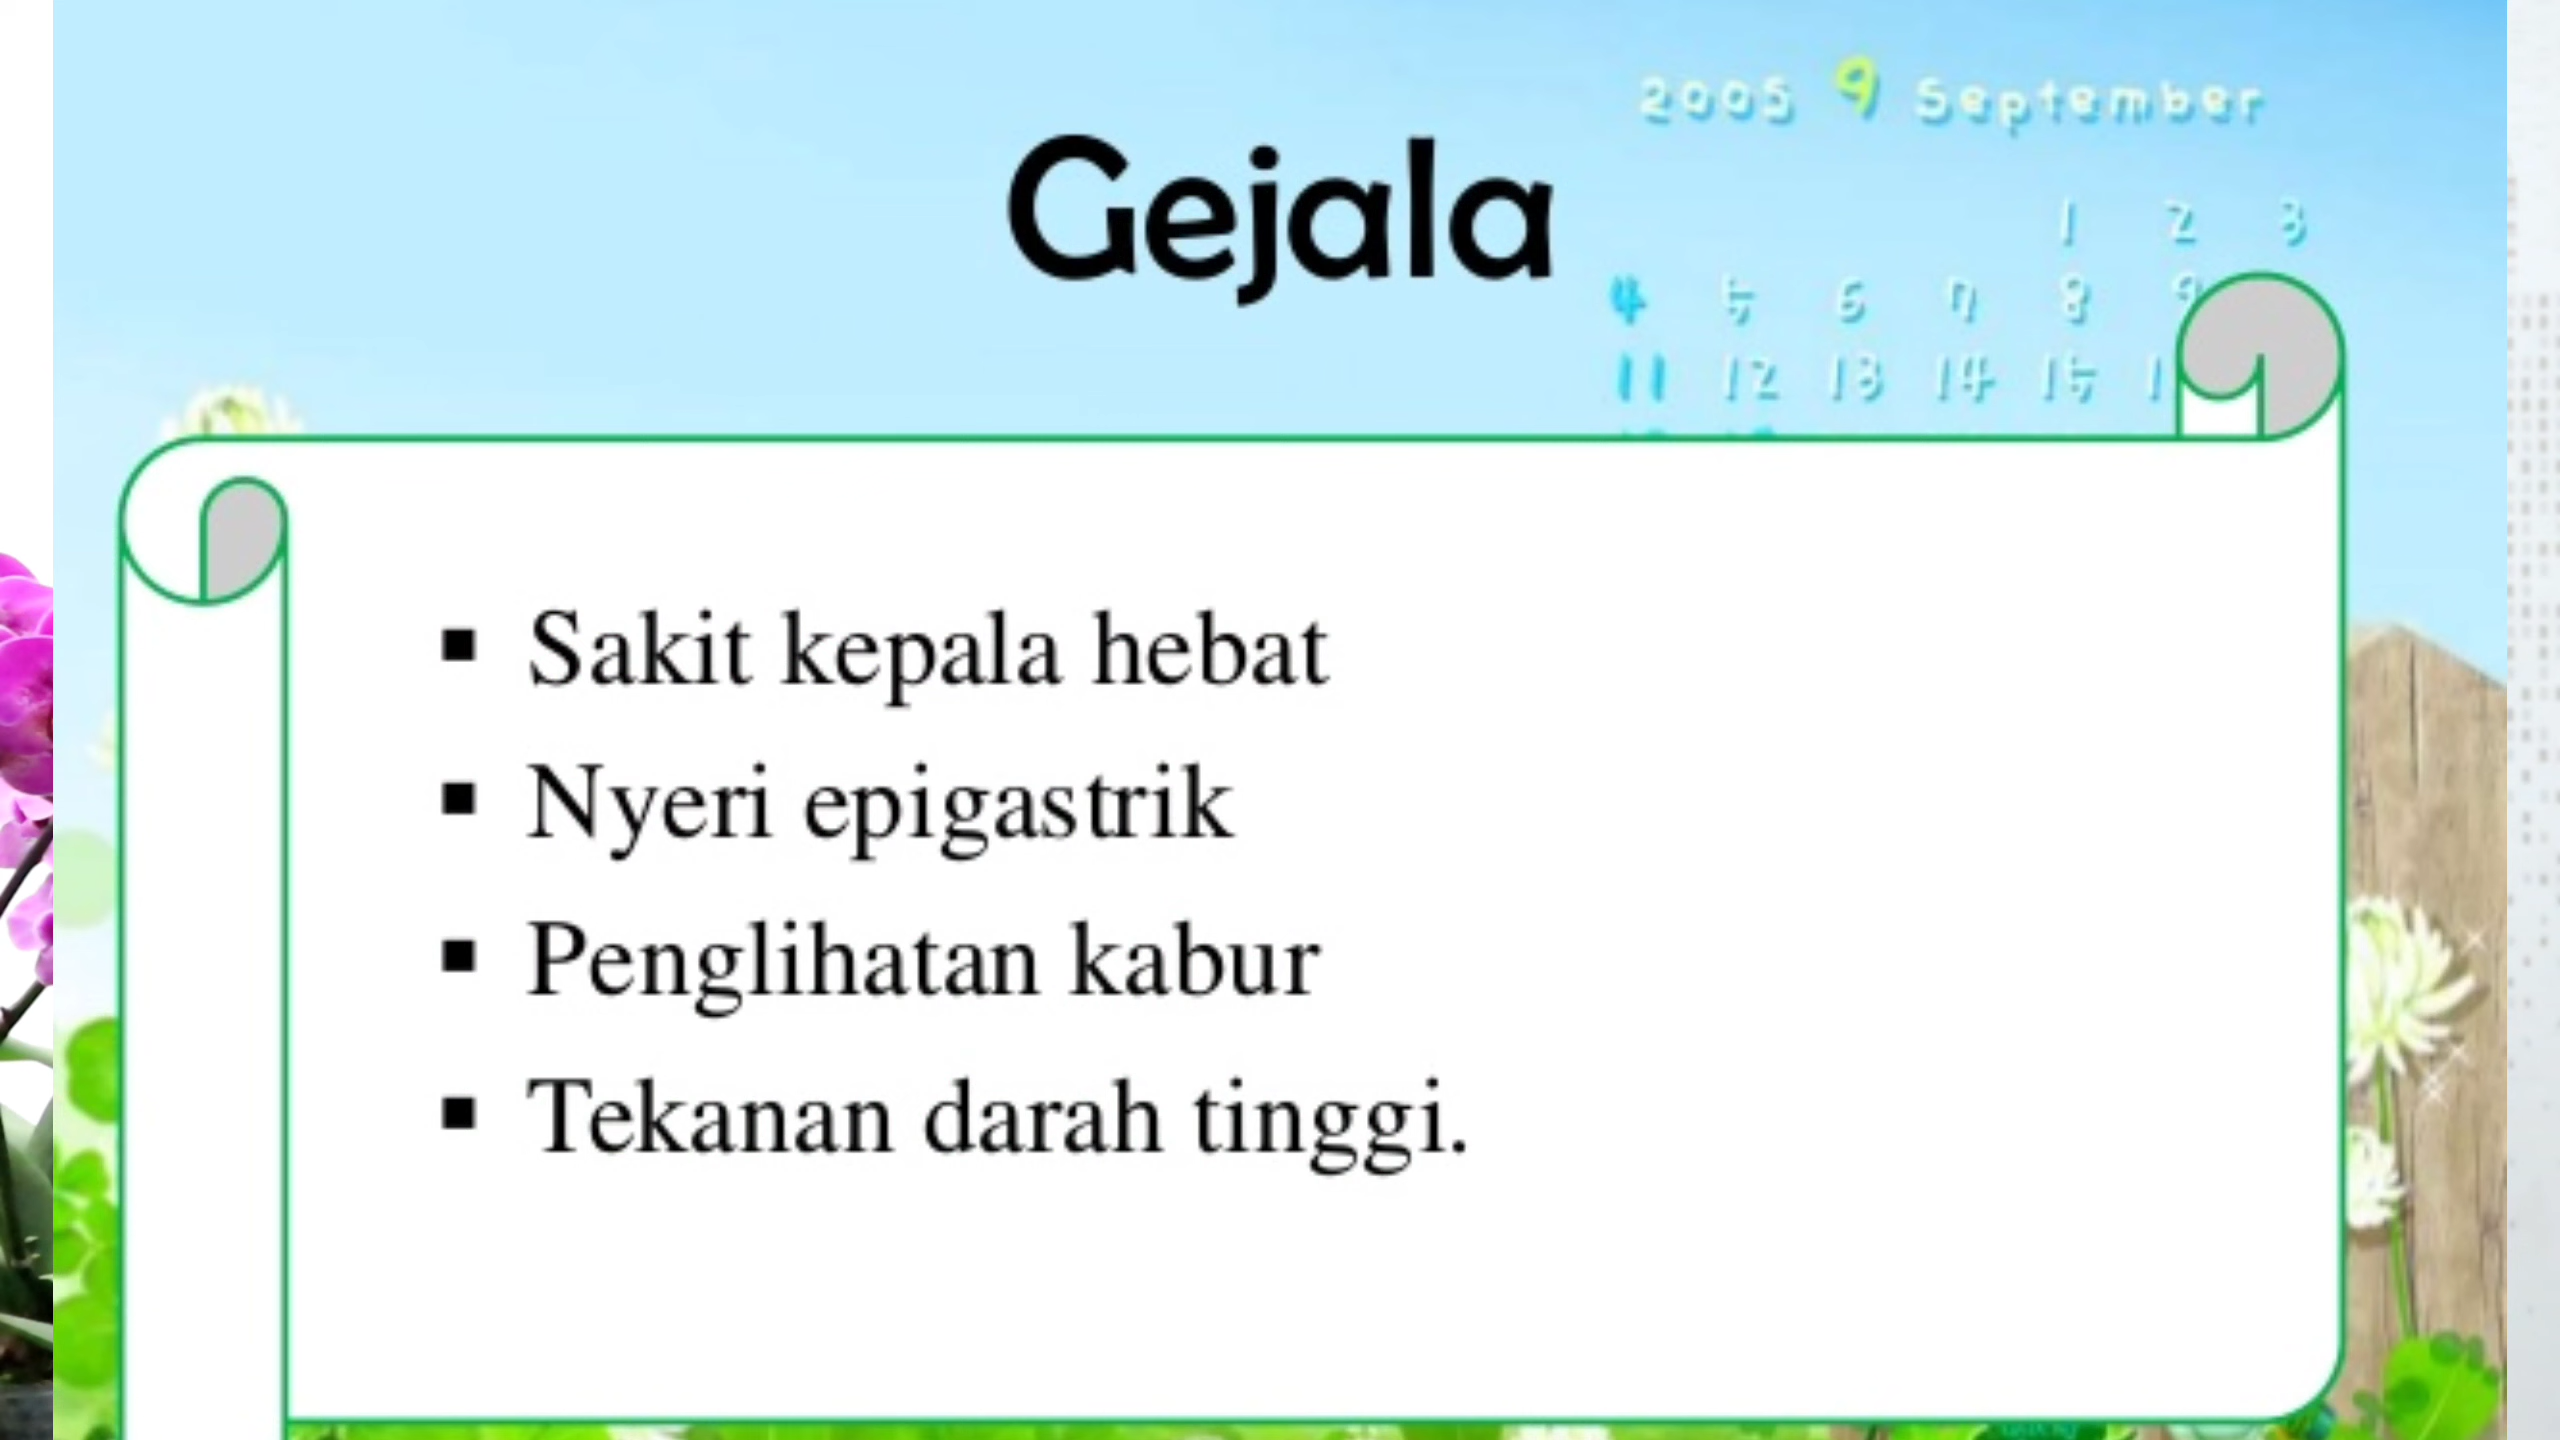 2005 9 September
Gejala
1 2 3
4 5 6 7 8 9
11 12 13 14 15
▪ Sakit kepala hebat
▪ Nyeri epigastrik
▪ Penglihatan kabur
▪ Tekanan darah tinggi.